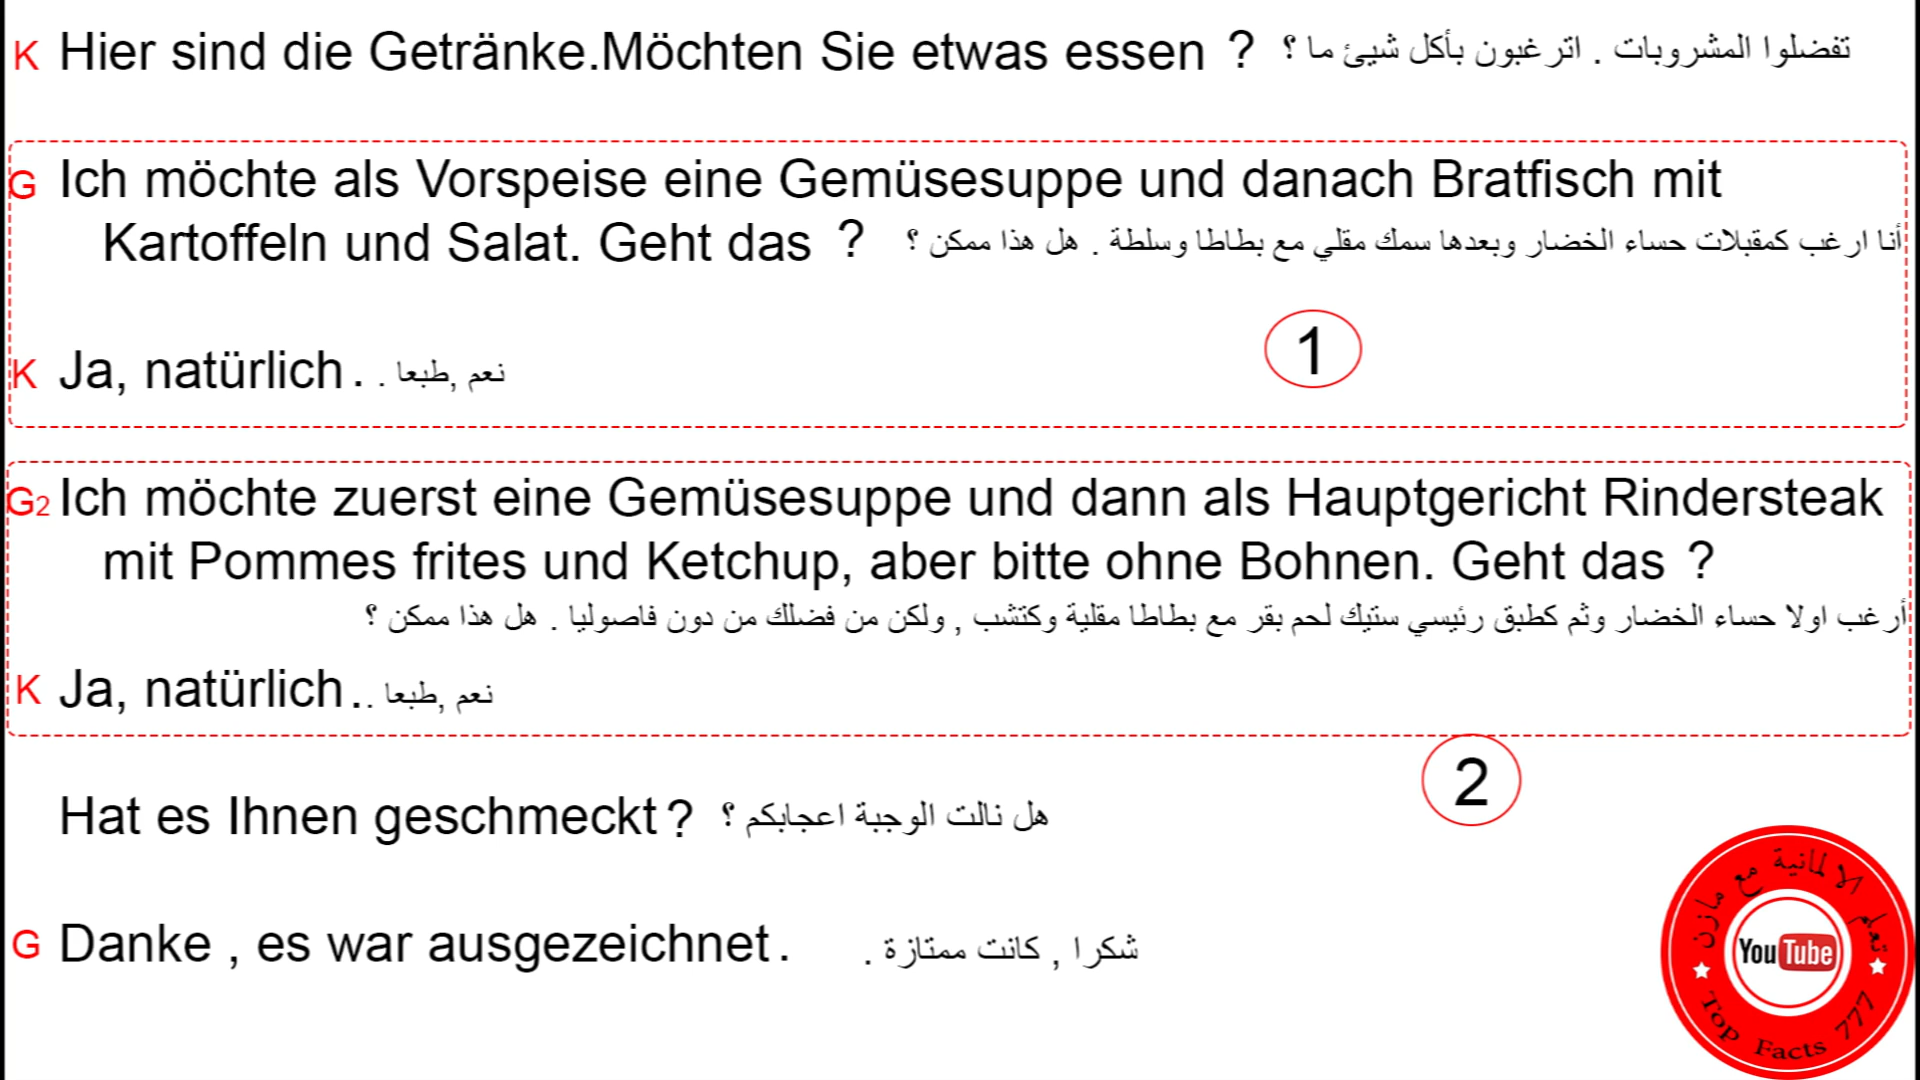 K Hier sind die Getränke.Möchten Sie etwas essen ? تفضلوا المشروبات . اترغبون بأكل شيئ ما ؟
G Ich möchte als Vorspeise eine Gemüsesuppe und danach Bratfisch mit
Kartoffeln und Salat. Geht das ? أنا ارغب كمقبلات حساء الخضار وبعدها سمك مقلي مع بطاطا وسلطة . هل هذا ممكن ؟
1
K Ja, natürlich . نعم ,طبعا .
G2 Ich möchte zuerst eine Gemüsesuppe und dann als Hauptgericht Rindersteak
mit Pommes frites und Ketchup, aber bitte ohne Bohnen. Geht das ?
أرغب اولا حساء الخضار وثم كطبق رئيسي ستيك لحم بقر مع بطاطا مقلية وكتشب , ولكن من فضلك من دون فاصوليا . هل هذا ممكن ؟
K Ja, natürlich . نعم ,طبعا .
2
Hat es Ihnen geschmeckt ? هل نالت الوجبة اعجابكم ؟
G Danke , es war ausgezeichnet . شكرا , كانت ممتازة .
تعلم الالمانية مع مازن
YouTube
Top Facts 777